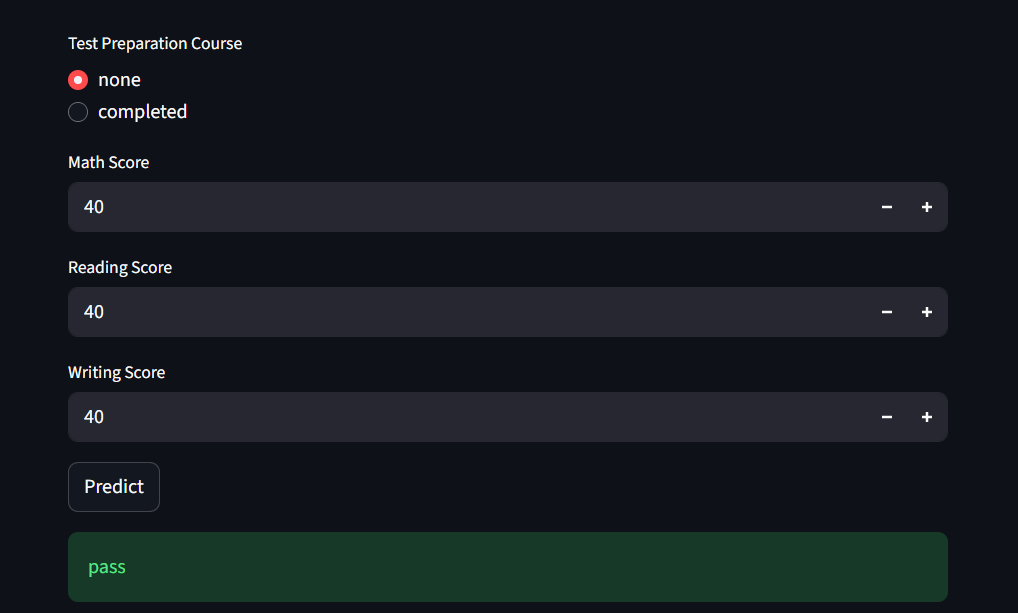 Test Preparation Course
none
completed
Math Score
40
Reading Score
40
Writing Score
40
Predict
pass